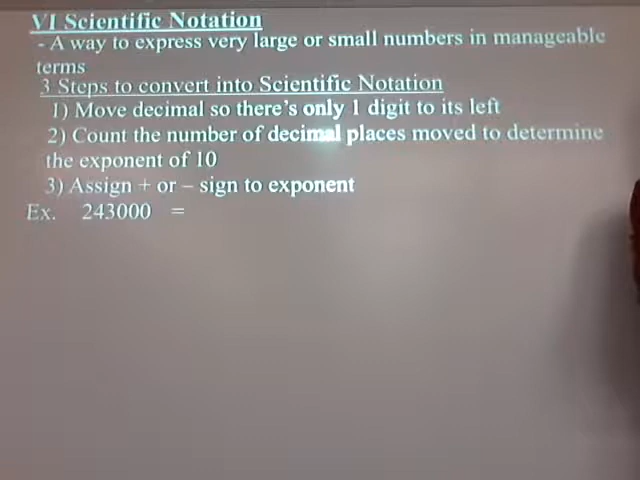 VI Scientific Notation
- A way to express very large or small numbers in manageable
terms
3 Steps to convert into Scientific Notation
1) Move decimal so there's only 1 digit to its left
2) Count the number of decimal places moved to determine
the exponent of 10
3) Assign + or – sign to exponent
Ex. 243000 =